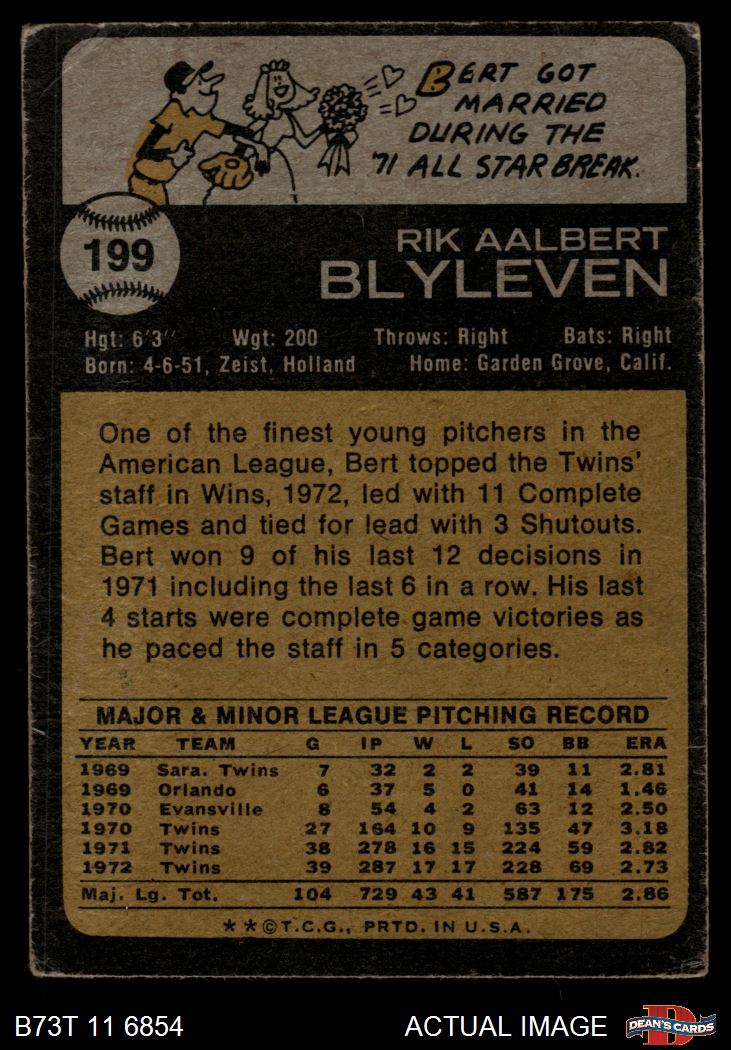 BERT GOT
MARRIED
DURING THE
'71 ALL STAR BREAK.
199
RIK AALBERT
BLYLEVEN
Hgt: 6'3" Wgt: 200 Throws: Right Bats: Right
Born: 4-6-51, Zeist, Holland Home: Garden Grove, Calif.
One of the finest young pitchers in the
American League, Bert topped the Twins'
staff in Wins, 1972, led with 11 Complete
Games and tied for lead with 3 Shutouts.
Bert won 9 of his last 12 decisions in
1971 including the last 6 in a row. His last
4 starts were complete game victories as
he paced the staff in 5 categories.
MAJOR & MINOR LEAGUE PITCHING RECORD
YEAR TEAM G IP W L SO BB ERA
1969 Sara. Twins 7 32 2 2 39 11 2.81
1969 Orlando 6 37 5 0 41 14 1.46
1970 Evansville 8 54 4 2 63 12 2.50
1970 Twins 27 164 10 9 135 47 3.18
1971 Twins 38 278 16 15 224 59 2.82
1972 Twins 39 287 17 17 228 69 2.73
Maj. Lg. Tot. 104 729 43 41 587 175 2.86
**©T.C.G., PRTD. IN U.S.A.
B73T 11 6854 ACTUAL IMAGE
D
DEAN'S CARDS